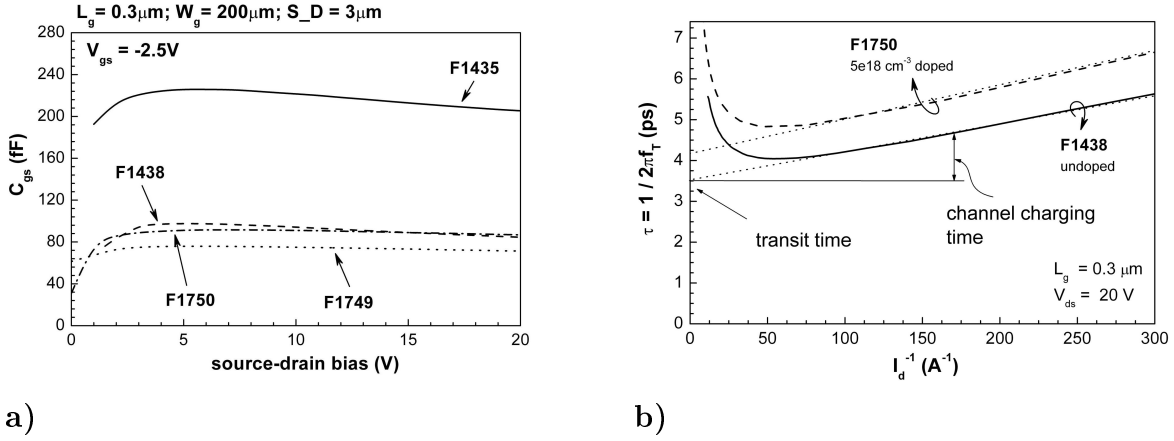 L_g = 0.3μm; W_g = 200μm; S_D = 3μm
280
240
200
160
120
80
40
0
C_gs (fF)
V_gs = -2.5V
F1435
F1438
F1750
F1749
0
5
10
15
20
source-drain bias (V)
a)
7
6
5
4
3
2
1
0
τ = 1 / 2πf_T (ps)
F1750
5e18 cm⁻³ doped
F1438
undoped
channel charging
time
transit time
L_g = 0.3 μm
V_ds = 20 V
0
50
100
150
200
250
300
I_d⁻¹ (A⁻¹)
b)